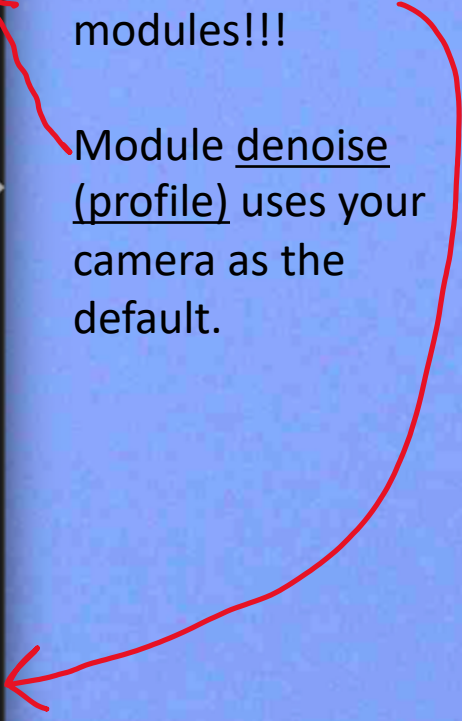 modules!!!
Module denoise
(profile) uses your
camera as the
default.